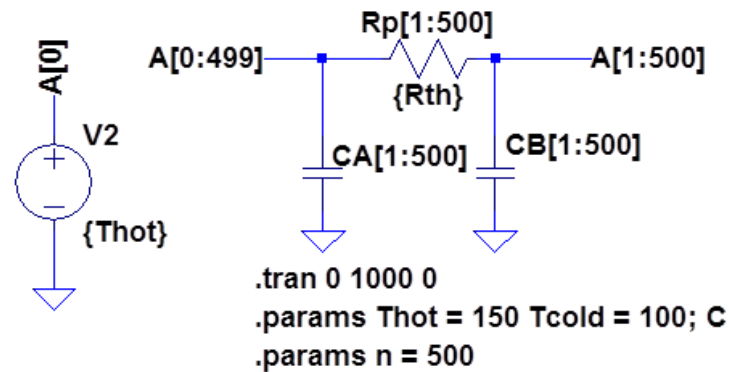 Rp[1:500]
A[0]
A[0:499]
A[1:500]
{Rth}
V2
CA[1:500]
CB[1:500]
{Thot}
.tran 0 1000 0
.params Thot = 150 Tcold = 100; C
.params n = 500